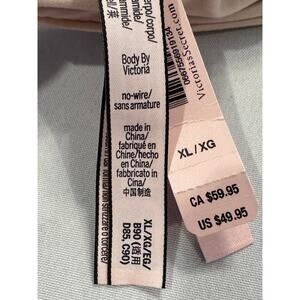 Body By
Victoria
no-wire/
sans armature
made in
China/
fabriqué en
Chine/hecho
en China/
fabbricato in
Cina/
中国制造
XL/XG/EG/
B90 (适用
D85, C90)
VictoriasSecret.com
XL/XG
CA $59.95
US $49.95